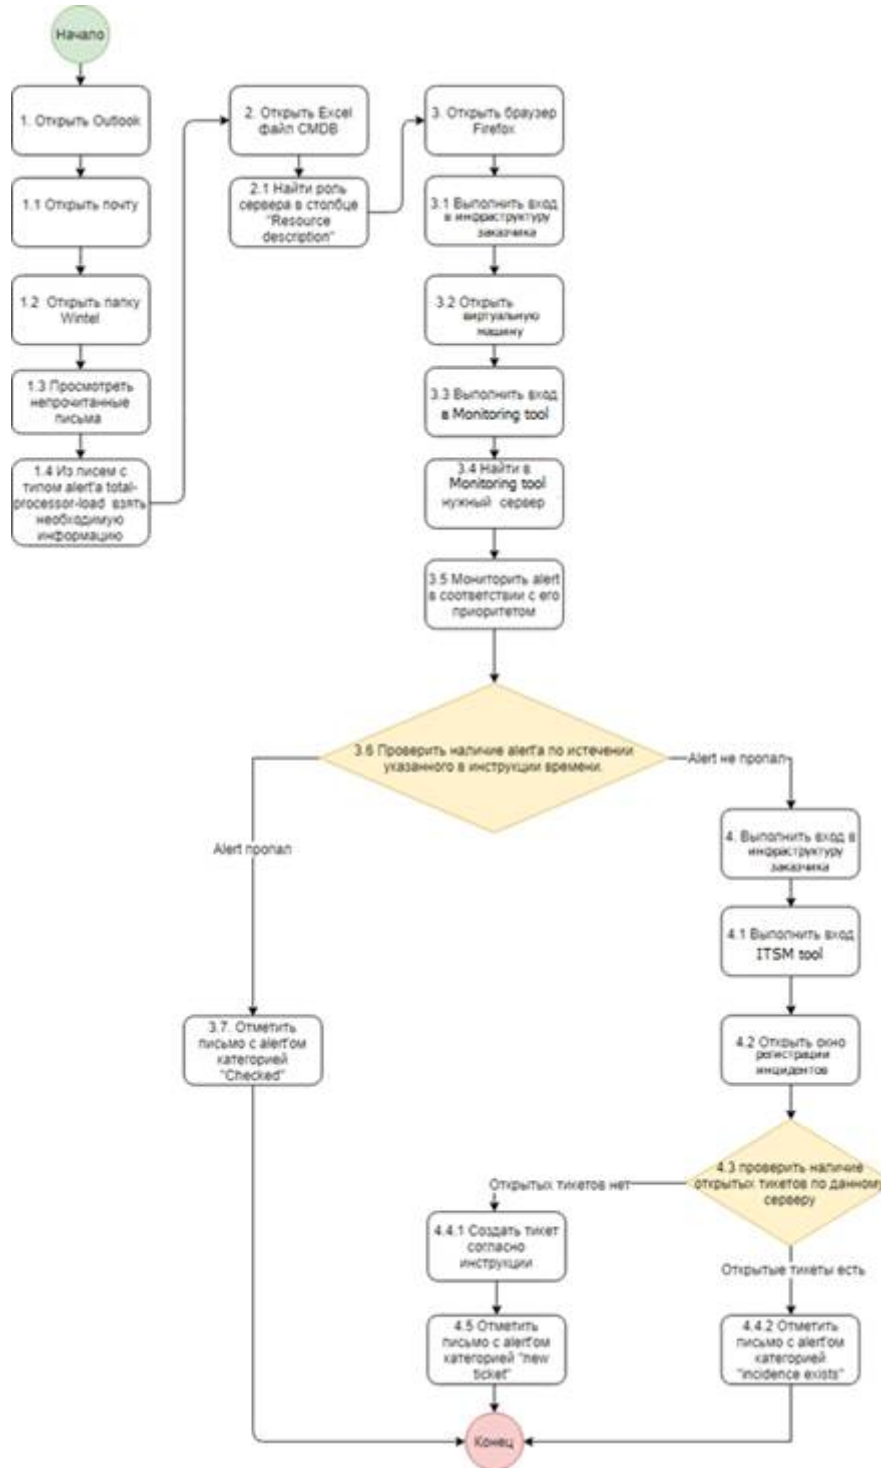 Начало
1. Открыть Outlook
1.1 Открыть почту
1.2 Открыть папку
Wintel
1.3 Просмотреть
непрочитанные
письма
1.4 Из писем с
типом alert'а total-
processor-load взять
необходимую
информацию
2. Открыть Excel
файл CMDB
2.1 Найти роль
сервера в столбце
"Resource
description"
3. Открыть браузер
Firefox
3.1 Выполнить вход
в инфраструктуру
заказчика
3.2 Открыть
виртуальную
машину
3.3 Выполнить вход
в Monitoring tool
3.4 Найти в
Monitoring tool
нужный сервер
3.5 Мониторить alert
в соответствии с его
приоритетом
3.6 Проверить наличие alert'а по истечении
указанного в инструкции времени.
Alert пропал
Alert не пропал
3.7. Отметить
письмо с alert'ом
категорией
"Checked"
4. Выполнить вход в
инфраструктуру
заказчика
4.1 Выполнить вход
ITSM tool
4.2 Открыть окно
регистрации
инцидентов
4.3 проверить наличие
открытых тикетов по данному
серверу
Открытых тикетов нет
Открытые тикеты есть
4.4.1 Создать тикет
согласно
инструкции
4.5 Отметить
письмо с alert'ом
категорией "new
ticket"
4.4.2 Отметить
письмо с alert'ом
категорией
"incidence exists"
Конец